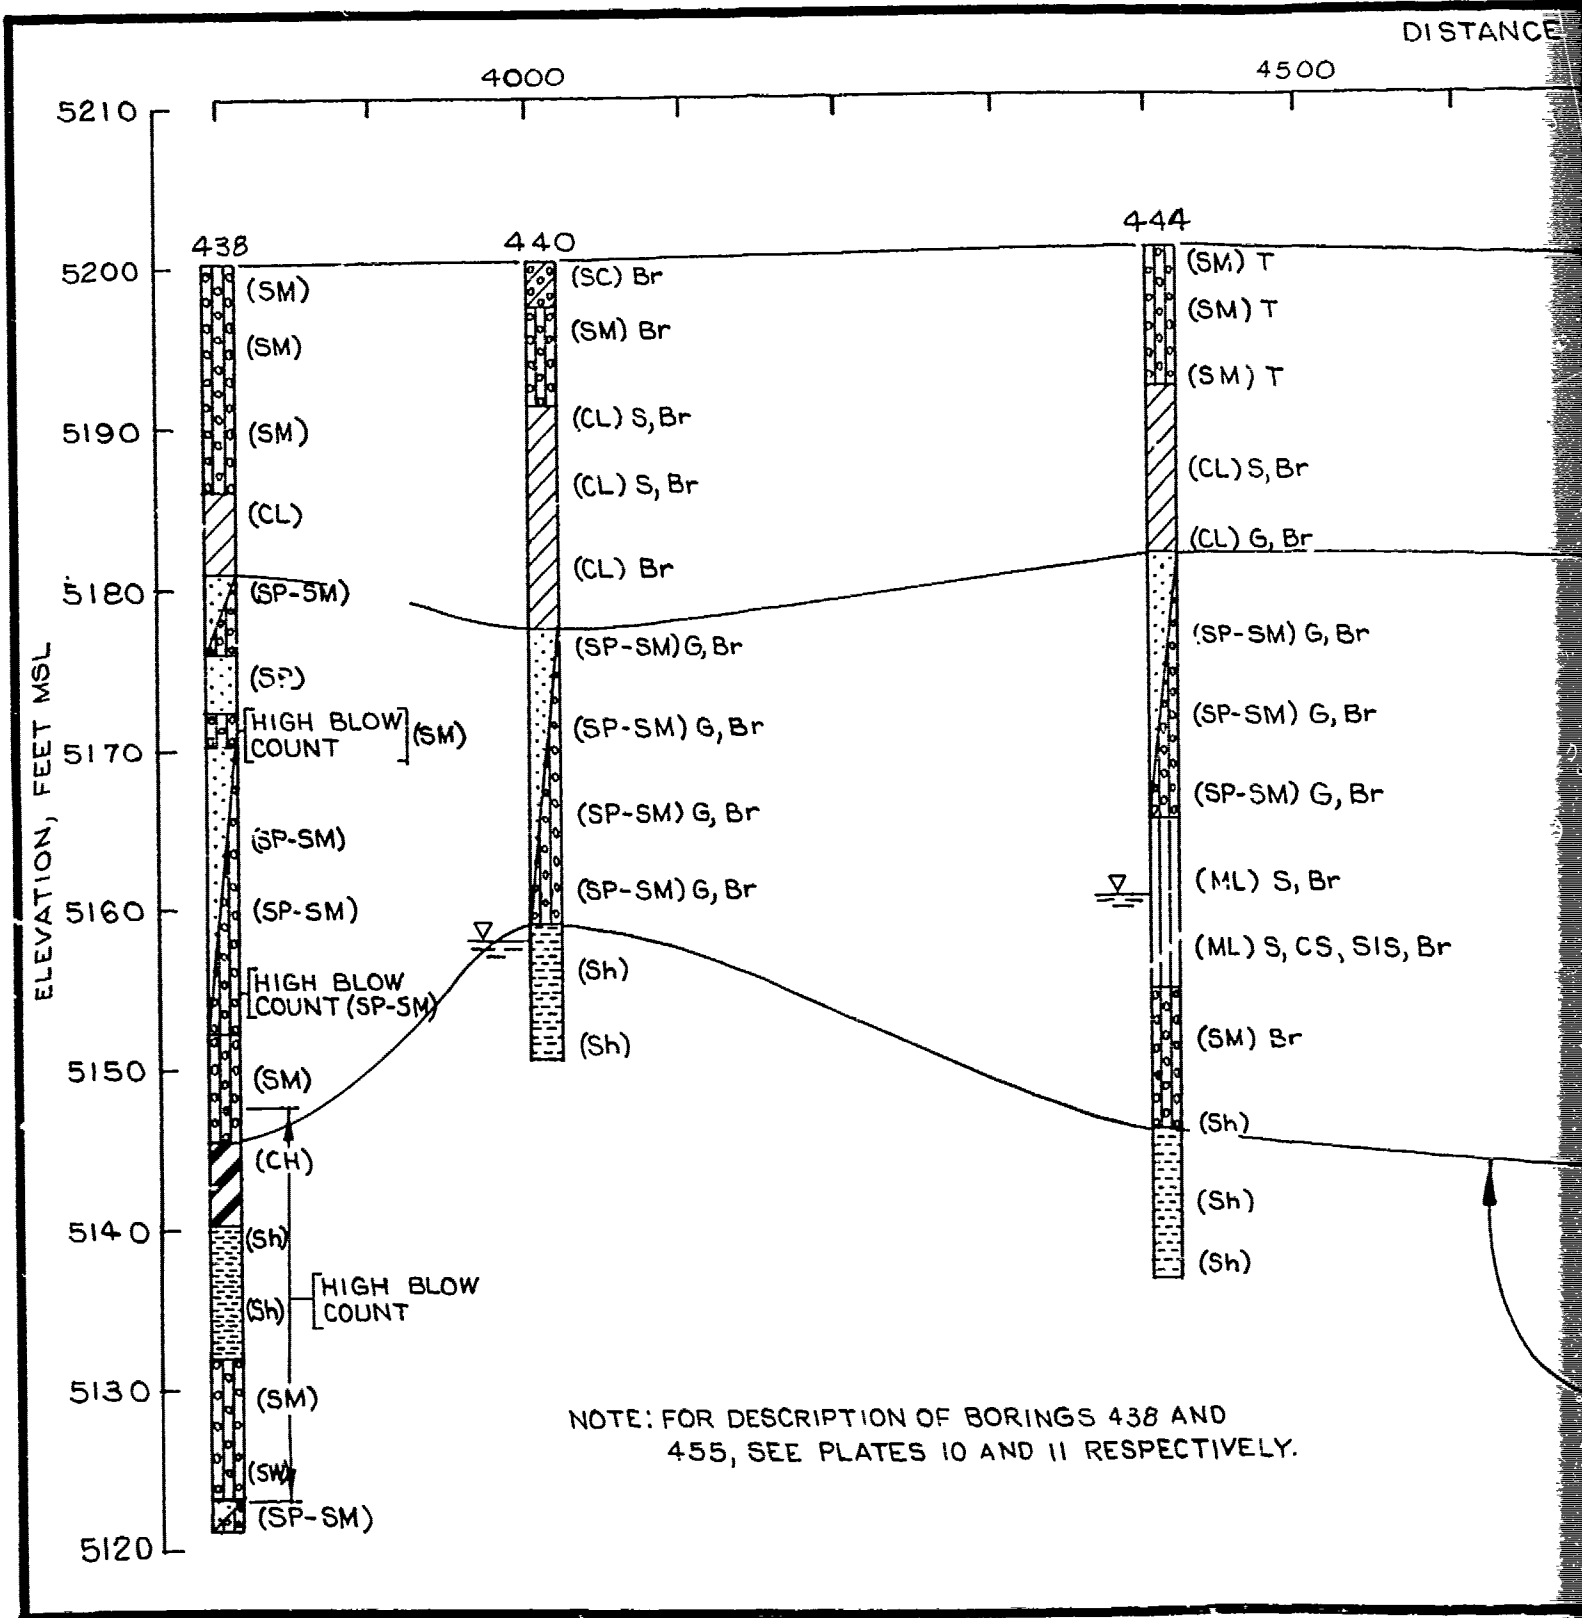 DISTANCE
4000
4500
5210
5200
5190
5180
5170
5160
5150
5140
5130
5120
ELEVATION, FEET MSL
438
(SM)
(SM)
(SM)
(CL)
(SP-SM)
(SP)
HIGH BLOW
COUNT
(SM)
(SP-SM)
(SP-SM)
HIGH BLOW
COUNT (SP-SM)
(SM)
(CH)
(Sh)
(Sh)
HIGH BLOW
COUNT
(SM)
(SP-SM)
440
(SC) Br
(SM) Br
(CL) S, Br
(CL) S, Br
(CL) Br
(SP-SM) G, Br
(SP-SM) G, Br
(SP-SM) G, Br
(SP-SM) G, Br
(Sh)
(Sh)
444
(SM) T
(SM) T
(SM) T
(CL) S, Br
(CL) G, Br
(SP-SM) G, Br
(SP-SM) G, Br
(SP-SM) G, Br
(ML) S, Br
(ML) S, CS, SIS, Br
(SM) Br
(Sh)
(Sh)
(Sh)
NOTE: FOR DESCRIPTION OF BORINGS 438 AND
455, SEE PLATES 10 AND 11 RESPECTIVELY.